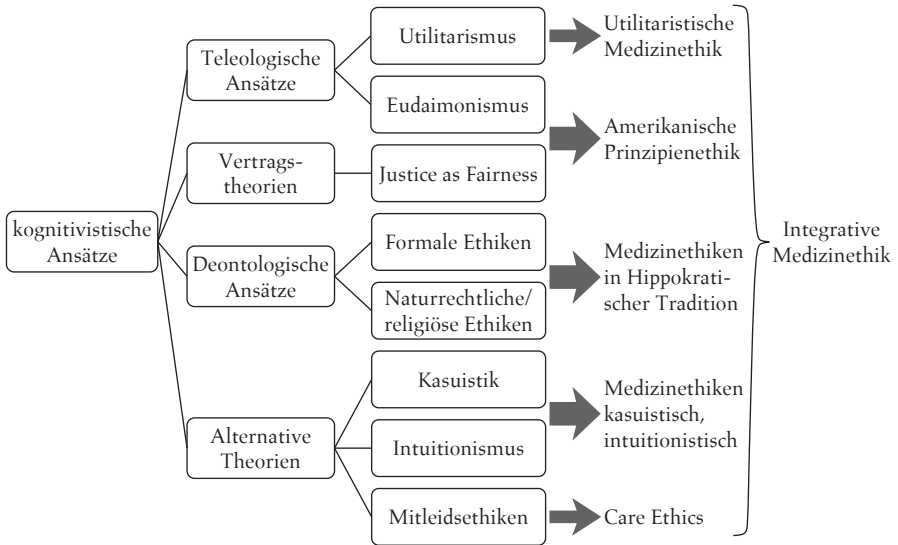 kognitivistische
Ansätze
Teleologische
Ansätze
Vertrags-
theorien
Deontologische
Ansätze
Alternative
Theorien
Utilitarismus
Eudaimonismus
Justice as Fairness
Formale Ethiken
Naturrechtliche/
religiöse Ethiken
Kasuistik
Intuitionismus
Mitleidsethiken
Utilitaristische
Medizinethik
Amerikanische
Prinzipienethik
Medizinethiken
in Hippokrati-
scher Tradition
Medizinethiken
kasuistisch,
intuitionistisch
Care Ethics
Integrative
Medizinethik